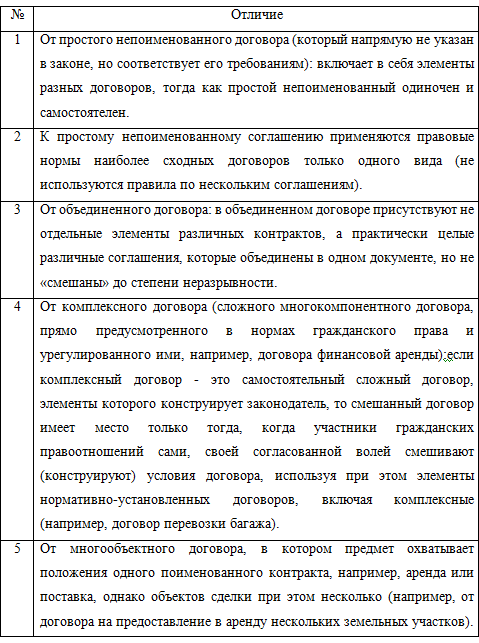 № Отличие
1 От простого непоименованного договора (который напрямую не указан
в законе, но соответствует его требованиям): включает в себя элементы
разных договоров, тогда как простой непоименованный одиночен и
самостоятелен.
2 К простому непоименованному соглашению применяются правовые
нормы наиболее сходных договоров только одного вида (не
используются правила по нескольким соглашениям).
3 От объединенного договора: в объединенном договоре присутствуют не
отдельные элементы различных контрактов, а практически целые
различные соглашения, которые объединены в одном документе, но не
«смешаны» до степени неразрывности.
4 От комплексного договора (сложного многокомпонентного договора,
прямо предусмотренного в нормах гражданского права и
урегулированного ими, например, договора финансовой аренды):если
комплексный договор - это самостоятельный сложный договор,
элементы которого конструирует законодатель, то смешанный договор
имеет место только тогда, когда участники гражданских
правоотношений сами, своей согласованной волей смешивают
(конструируют) условия договора, используя при этом элементы
нормативно-установленных договоров, включая комплексные
(например, договор перевозки багажа).
5 От многообъектного договора, в котором предмет охватывает
положения одного поименованного контракта, например, аренда или
поставка, однако объектов сделки при этом несколько (например, от
договора на предоставление в аренду нескольких земельных участков).